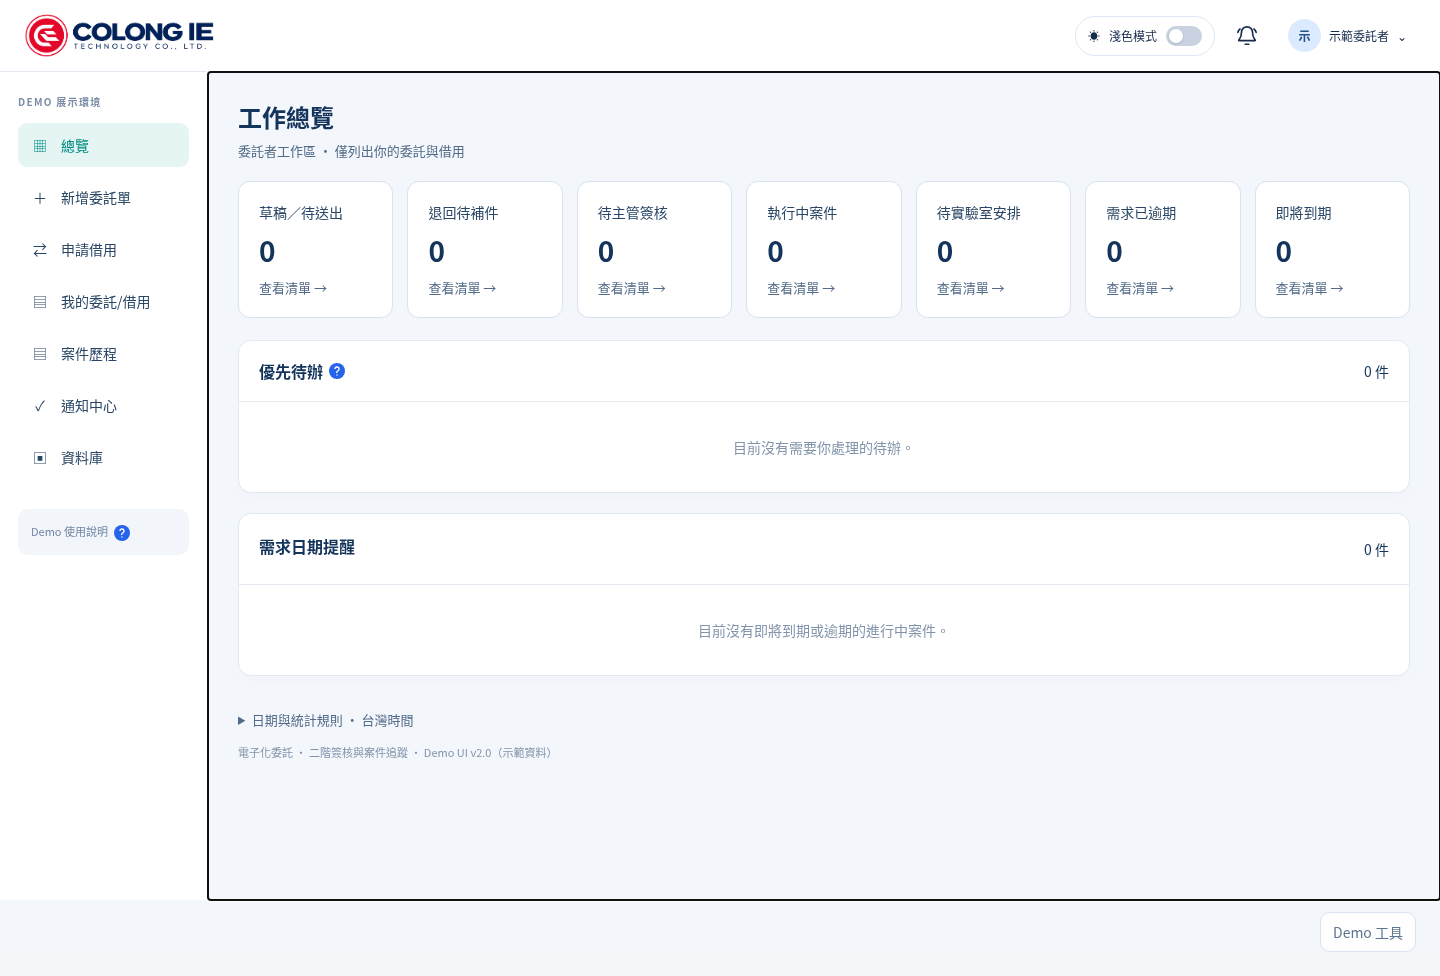 COLONG IE
TECHNOLOGY CO., LTD.
淺色模式
示 示範委託者
DEMO 展示環境
總覽
新增委託單
申請借用
我的委託/借用
案件歷程
通知中心
資料庫
Demo 使用說明 ?
工作總覽
委託者工作區 · 僅列出你的委託與借用
草稿／待送出
0
查看清單 →
退回待補件
0
查看清單 →
待主管簽核
0
查看清單 →
執行中案件
0
查看清單 →
待實驗室安排
0
查看清單 →
需求已逾期
0
查看清單 →
即將到期
0
查看清單 →
優先待辦 ?
0 件
目前沒有需要你處理的待辦。
需求日期提醒
0 件
目前沒有即將到期或逾期的進行中案件。
日期與統計規則 · 台灣時間
電子化委託 · 二階簽核與案件追蹤 · Demo UI v2.0（示範資料）
Demo 工具